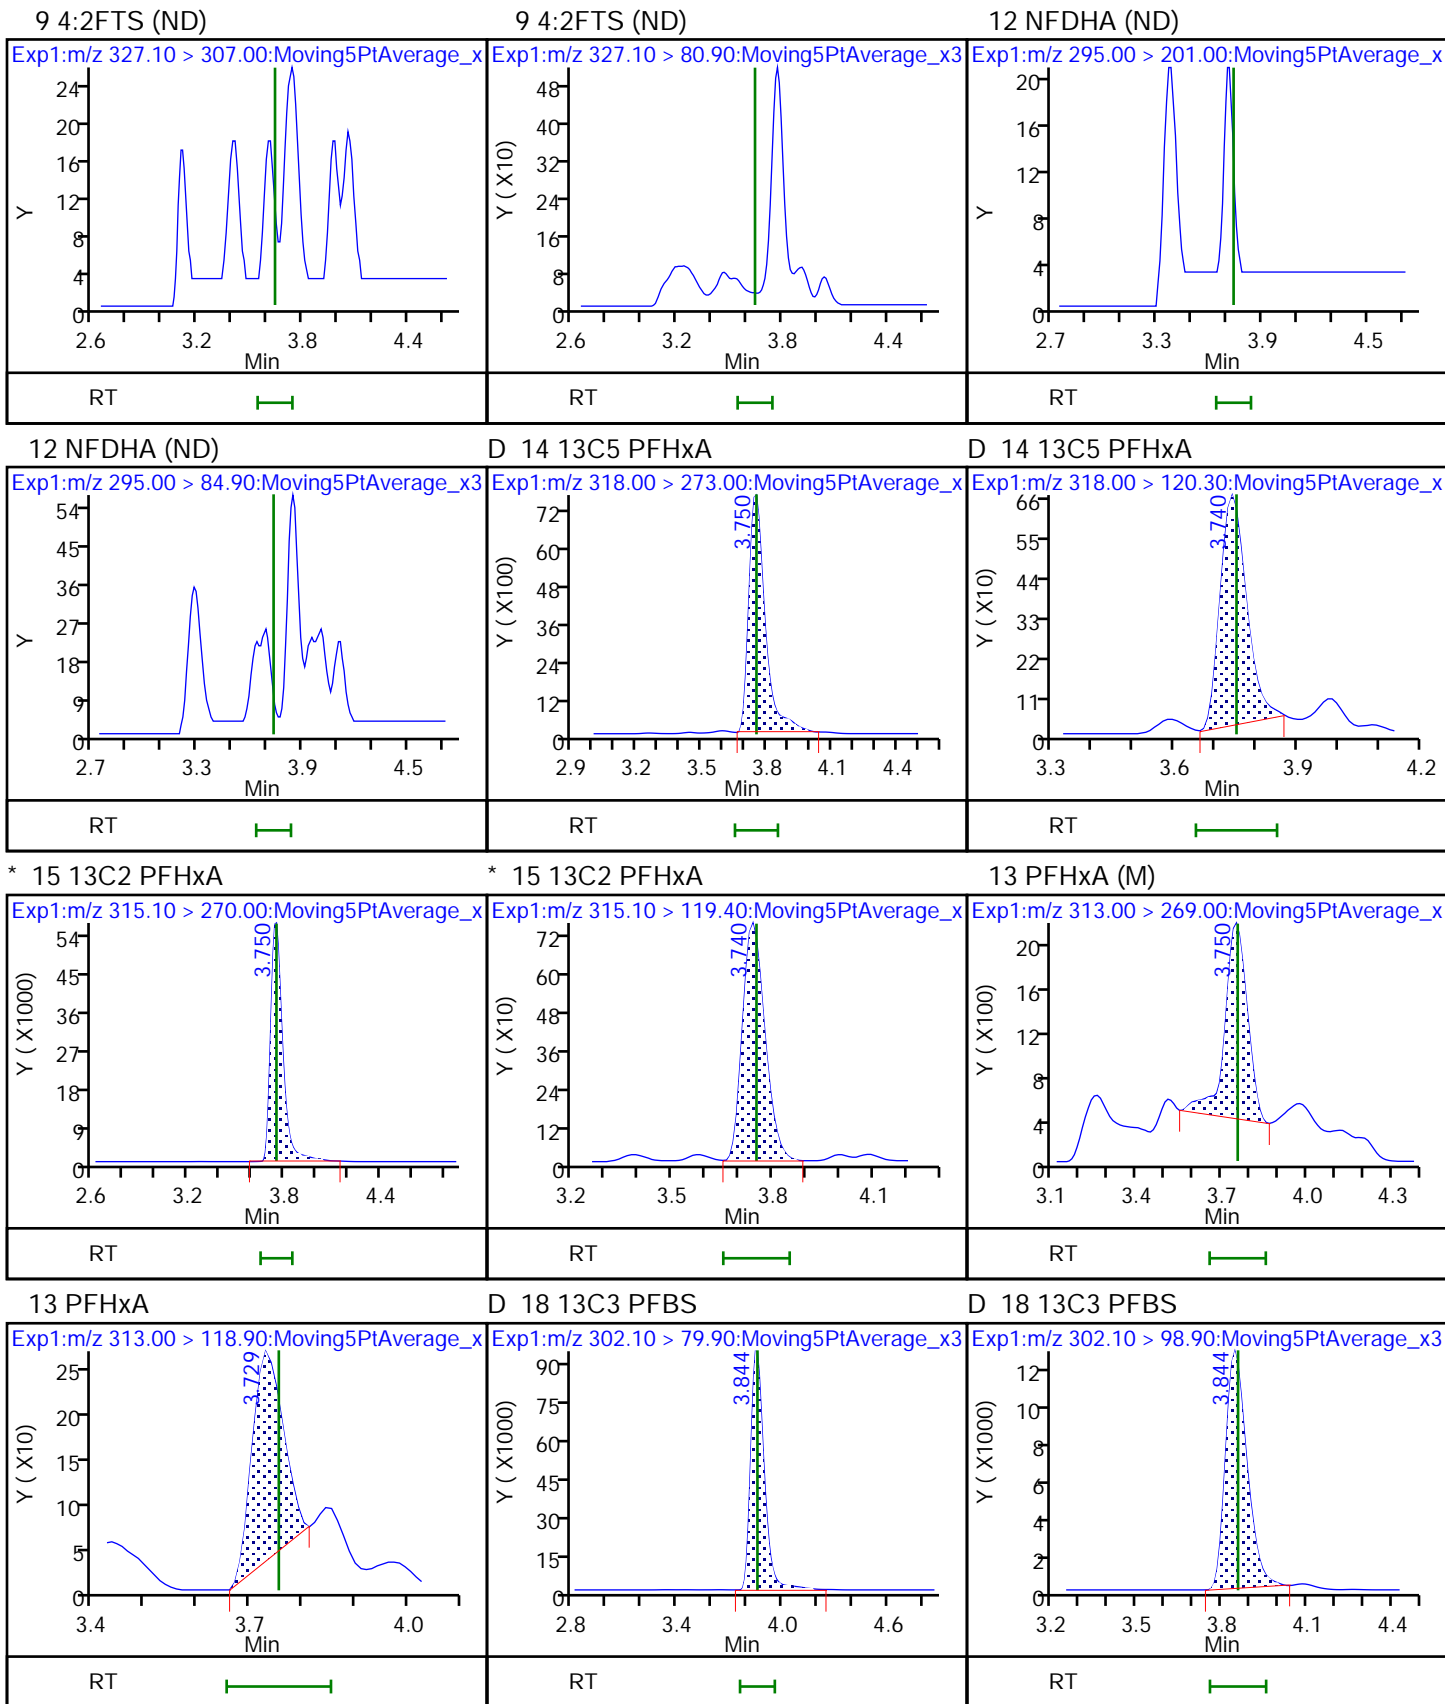 9 4:2FTS (ND)
Exp1:m/z 327.10 > 307.00:Moving5PtAverage_x
Y
24
20
16
12
8
4
0
2.6 3.2 3.8 4.4
Min
RT
9 4:2FTS (ND)
Exp1:m/z 327.10 > 80.90:Moving5PtAverage_x3
Y ( X10)
48
40
32
24
16
8
0
2.6 3.2 3.8 4.4
Min
RT
12 NFDHA (ND)
Exp1:m/z 295.00 > 201.00:Moving5PtAverage_x
Y
20
16
12
8
4
0
2.7 3.3 3.9 4.5
Min
RT
12 NFDHA (ND)
Exp1:m/z 295.00 > 84.90:Moving5PtAverage_x3
Y
54
45
36
27
18
9
0
2.7 3.3 3.9 4.5
Min
RT
D 14 13C5 PFHxA
Exp1:m/z 318.00 > 273.00:Moving5PtAverage_x
3.750
Y ( X100)
72
60
48
36
24
12
0
2.9 3.2 3.5 3.8 4.1 4.4
Min
RT
D 14 13C5 PFHxA
Exp1:m/z 318.00 > 120.30:Moving5PtAverage_x
3.740
Y ( X10)
66
55
44
33
22
11
0
3.3 3.6 3.9 4.2
Min
RT
* 15 13C2 PFHxA
Exp1:m/z 315.10 > 270.00:Moving5PtAverage_x
3.750
Y ( X1000)
54
45
36
27
18
9
0
2.6 3.2 3.8 4.4
Min
RT
* 15 13C2 PFHxA
Exp1:m/z 315.10 > 119.40:Moving5PtAverage_x
3.740
Y ( X10)
72
60
48
36
24
12
0
3.2 3.5 3.8 4.1
Min
RT
13 PFHxA (M)
Exp1:m/z 313.00 > 269.00:Moving5PtAverage_x
3.750
Y ( X100)
20
16
12
8
4
0
3.1 3.4 3.7 4.0 4.3
Min
RT
13 PFHxA
Exp1:m/z 313.00 > 118.90:Moving5PtAverage_x
3.729
Y ( X10)
25
20
15
10
5
0
3.4 3.7 4.0
Min
RT
D 18 13C3 PFBS
Exp1:m/z 302.10 > 79.90:Moving5PtAverage_x3
3.844
Y ( X1000)
90
75
60
45
30
15
0
2.8 3.4 4.0 4.6
Min
RT
D 18 13C3 PFBS
Exp1:m/z 302.10 > 98.90:Moving5PtAverage_x3
3.844
Y ( X1000)
12
10
8
6
4
2
0
3.2 3.5 3.8 4.1 4.4
Min
RT